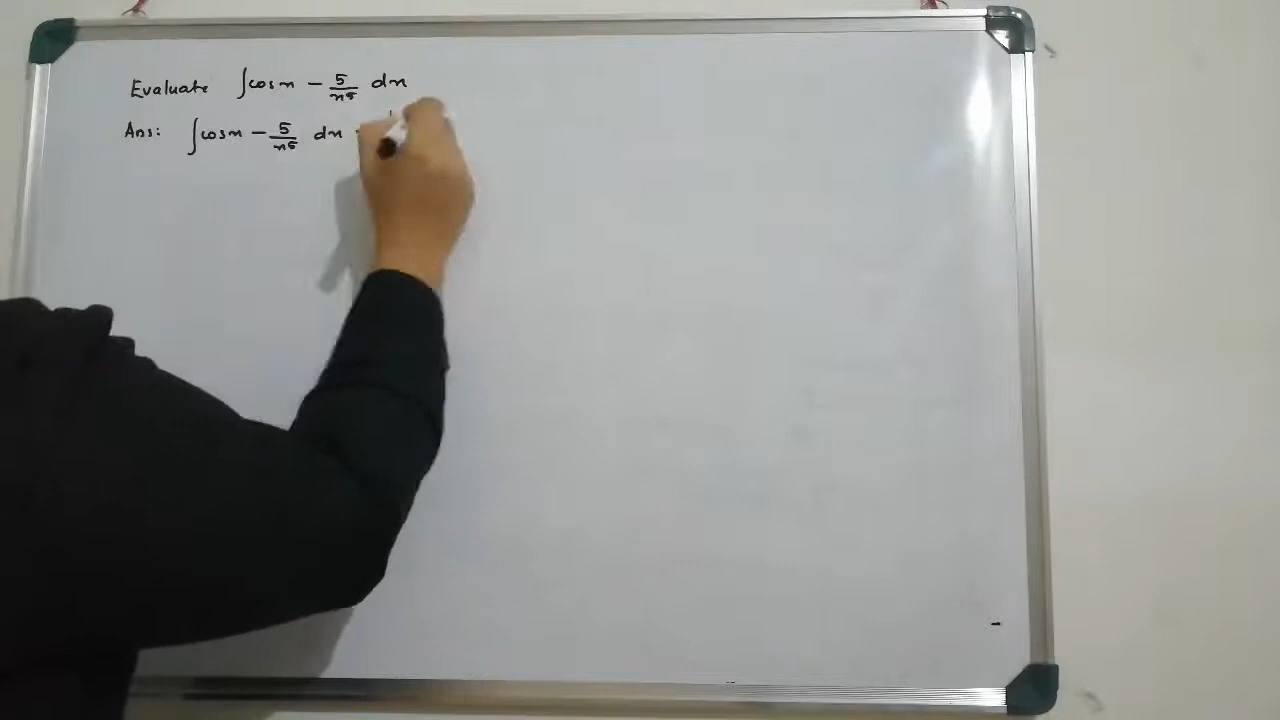 Evaluate ∫cosx − 5/x⁵ dx
Ans: ∫cosx − 5/x⁵ dx